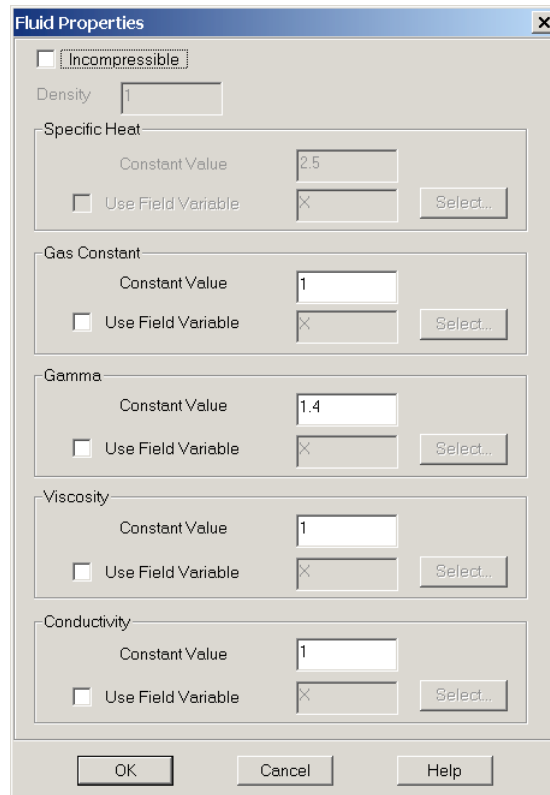 Fluid Properties
Incompressible
Density 1
Specific Heat
Constant Value 2.5
Use Field Variable X Select...
Gas Constant
Constant Value 1
Use Field Variable X Select...
Gamma
Constant Value 1.4
Use Field Variable X Select...
Viscosity
Constant Value 1
Use Field Variable X Select...
Conductivity
Constant Value 1
Use Field Variable X Select...
OK Cancel Help